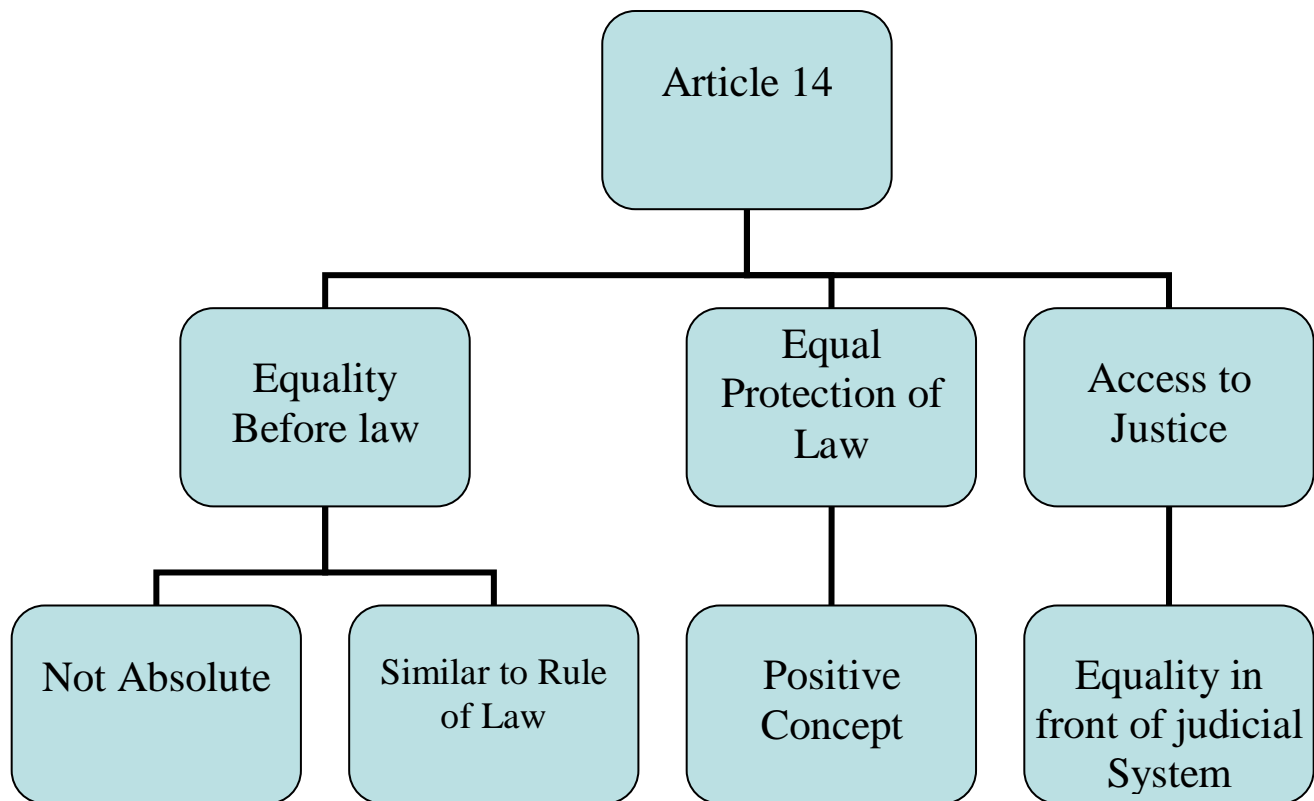 Article 14
Equality
Before law
Equal
Protection of
Law
Access to
Justice
Not Absolute
Similar to Rule
of Law
Positive
Concept
Equality in
front of judicial
System